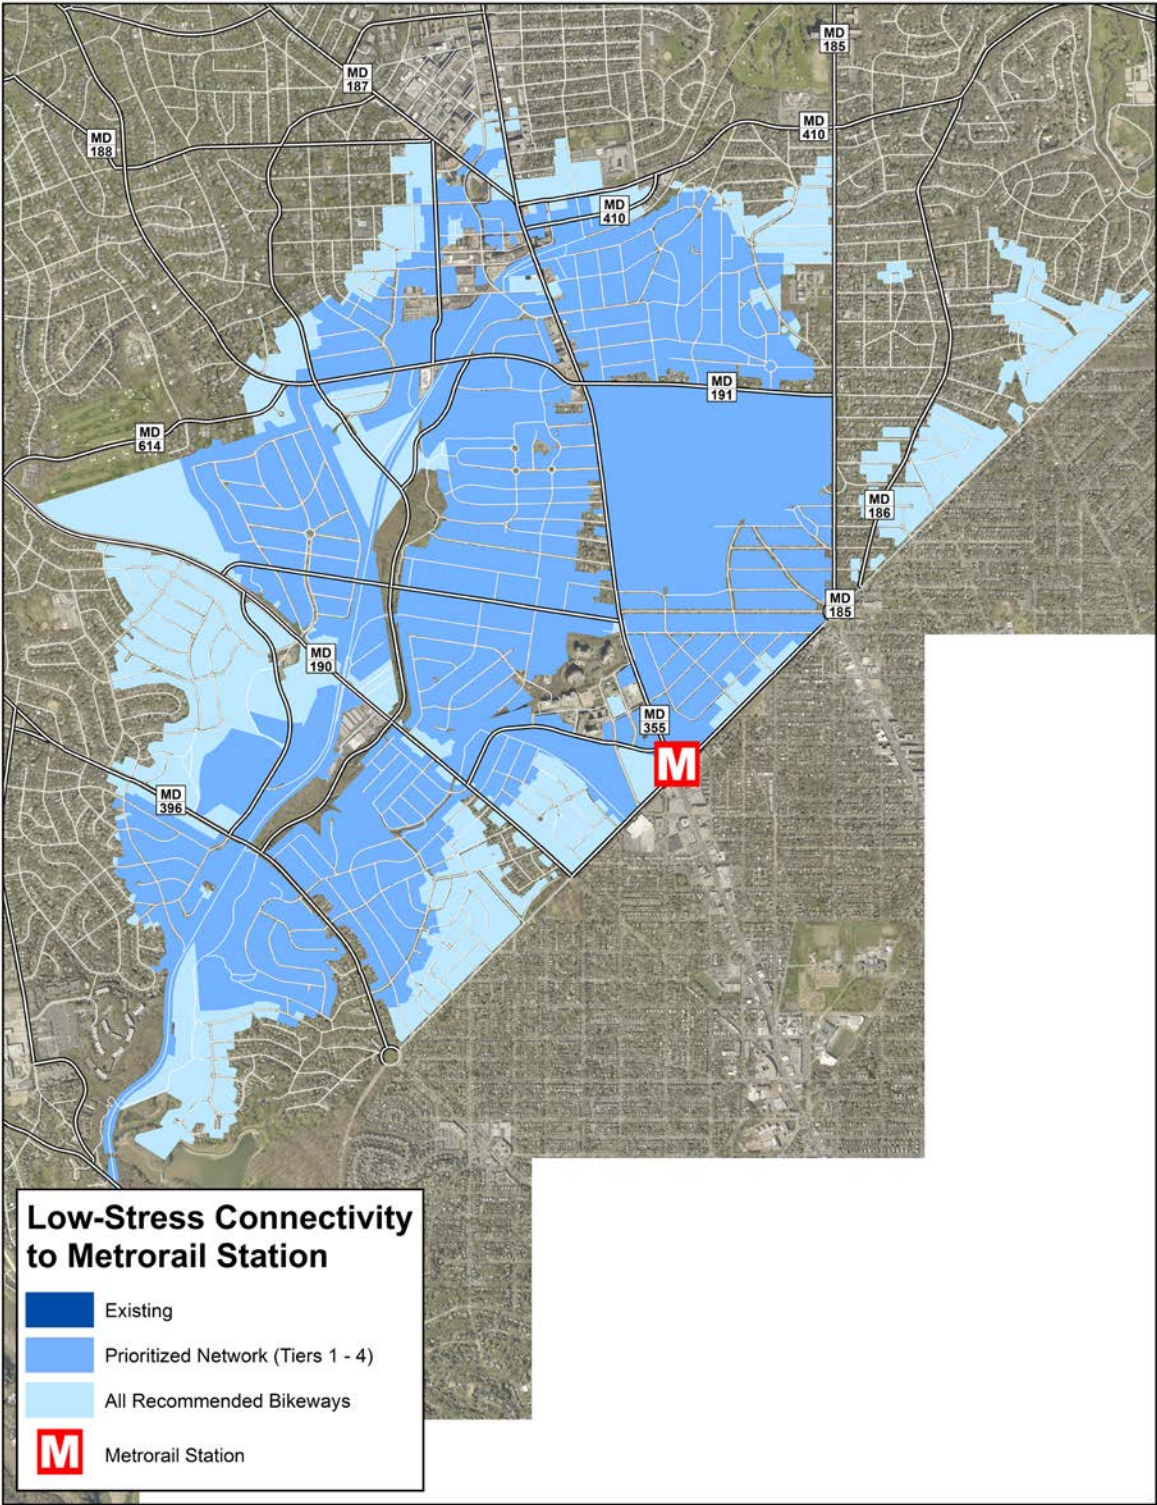 MD
185
MD
187
MD
410
MD
188
MD
410
MD
191
MD
614
MD
186
MD
185
MD
190
MD
355
M
MD
396
Low-Stress Connectivity
to Metrorail Station
Existing
Prioritized Network (Tiers 1 - 4)
All Recommended Bikeways
M
Metrorail Station